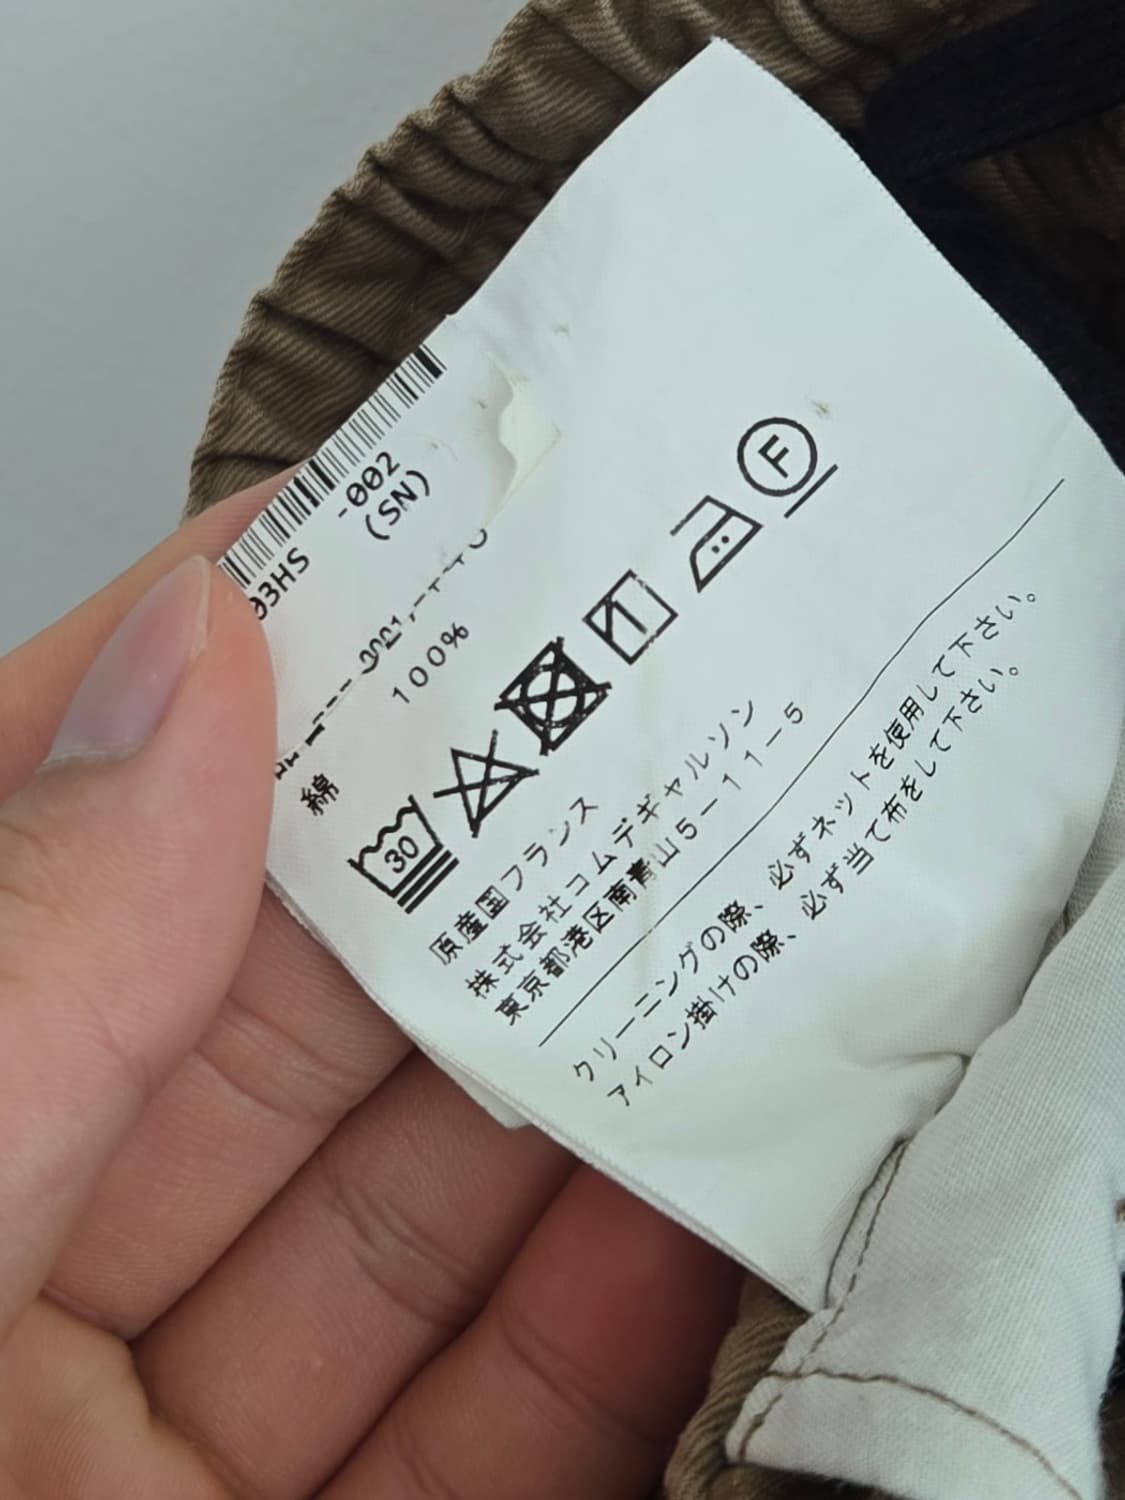 03HS -002
(SN)
綿 100%
30
F
原産国フランス
株式会社コムデギャルソン
東京都港区南青山5-11-5
クリーニングの際、必ずネットを使用して下さい。
アイロン掛けの際、必ず当て布をして下さい。